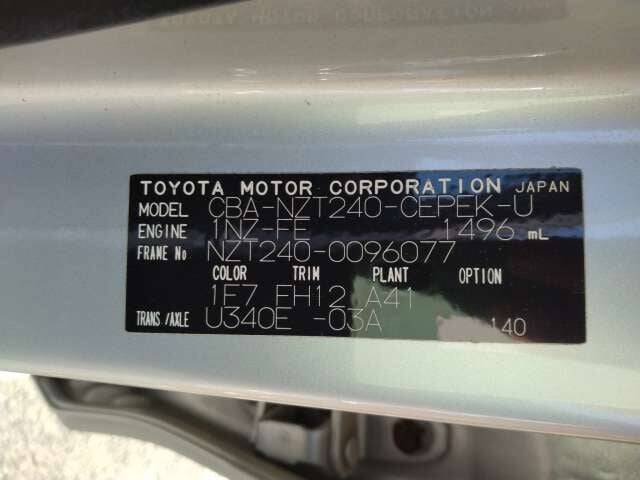 TOYOTA MOTOR CORPORATION JAPAN
MODEL CBA-NZT240-CEPEK-U
ENGINE 1NZ-FE 1496 mL
FRAME No NZT240-0096077
COLOR TRIM PLANT OPTION
1E7 FH12 A41
TRANS/AXLE U340E -03A 140